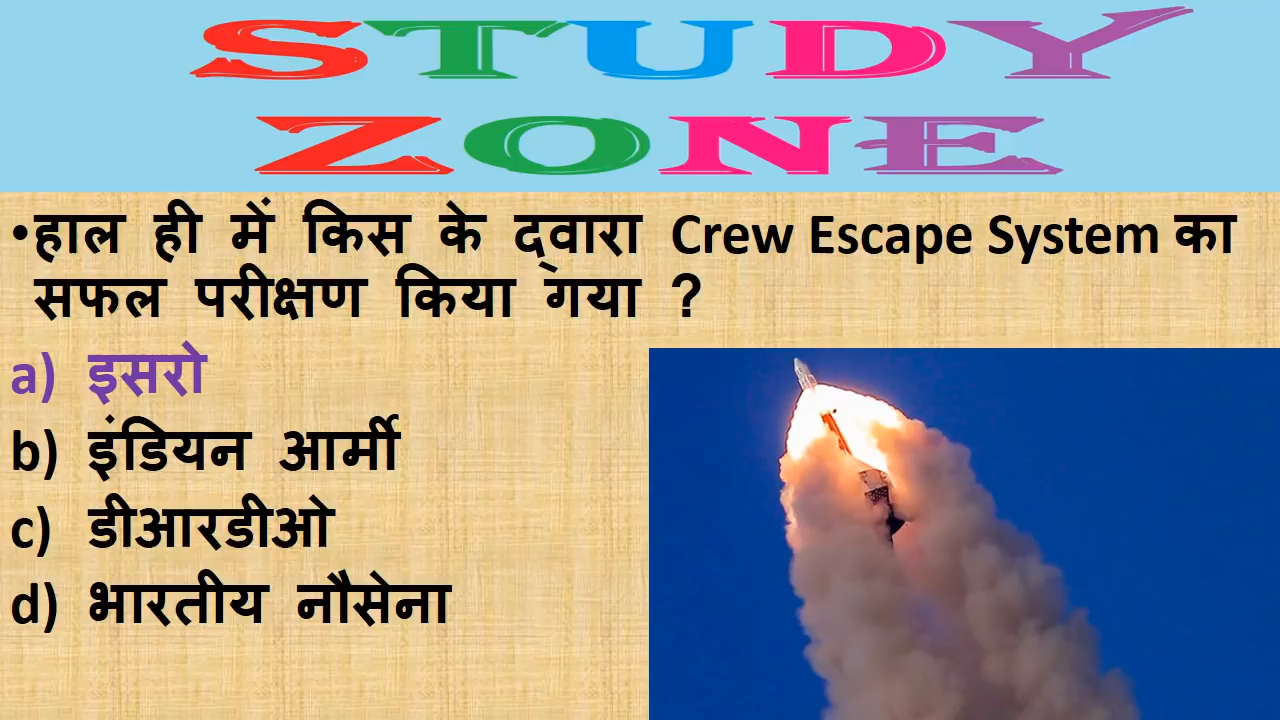 STUDY
ZONE
•हाल ही में किस के द्वारा Crew Escape System का
सफल परीक्षण किया गया ?
a) इसरो
b) इंडियन आर्मी
c) डीआरडीओ
d) भारतीय नौसेना